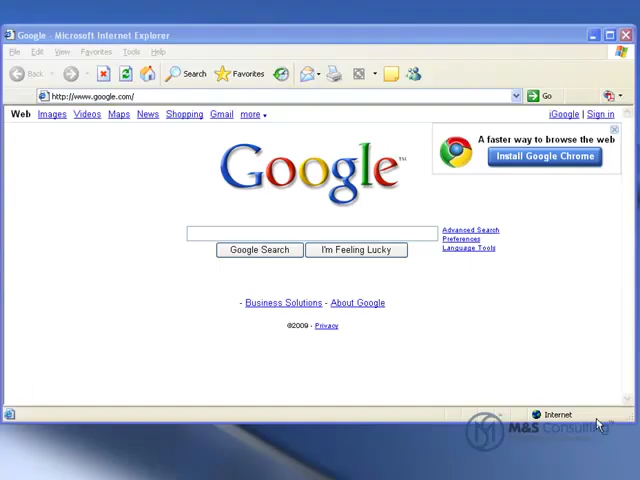 Google - Microsoft Internet Explorer
File Edit View Favorites Tools Help
Back Search Favorites
http://www.google.com/ Go
Web Images Videos Maps News Shopping Gmail more iGoogle | Sign in
A faster way to browse the web
Install Google Chrome
Google™
Advanced Search
Preferences
Language Tools
Google Search I'm Feeling Lucky
- Business Solutions - About Google
©2009 - Privacy
Internet
M&S Consulting